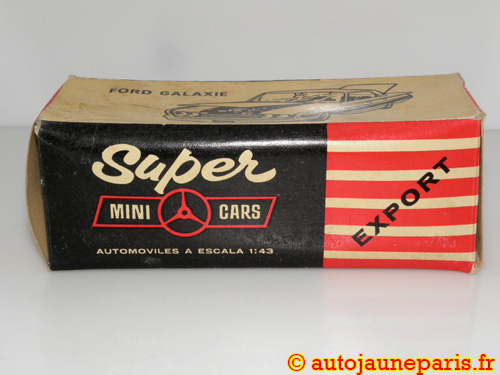 FORD GALAXIE
Super
MINI CARS
AUTOMOVILES A ESCALA 1:43
EXPORT
© autojauneparis.fr